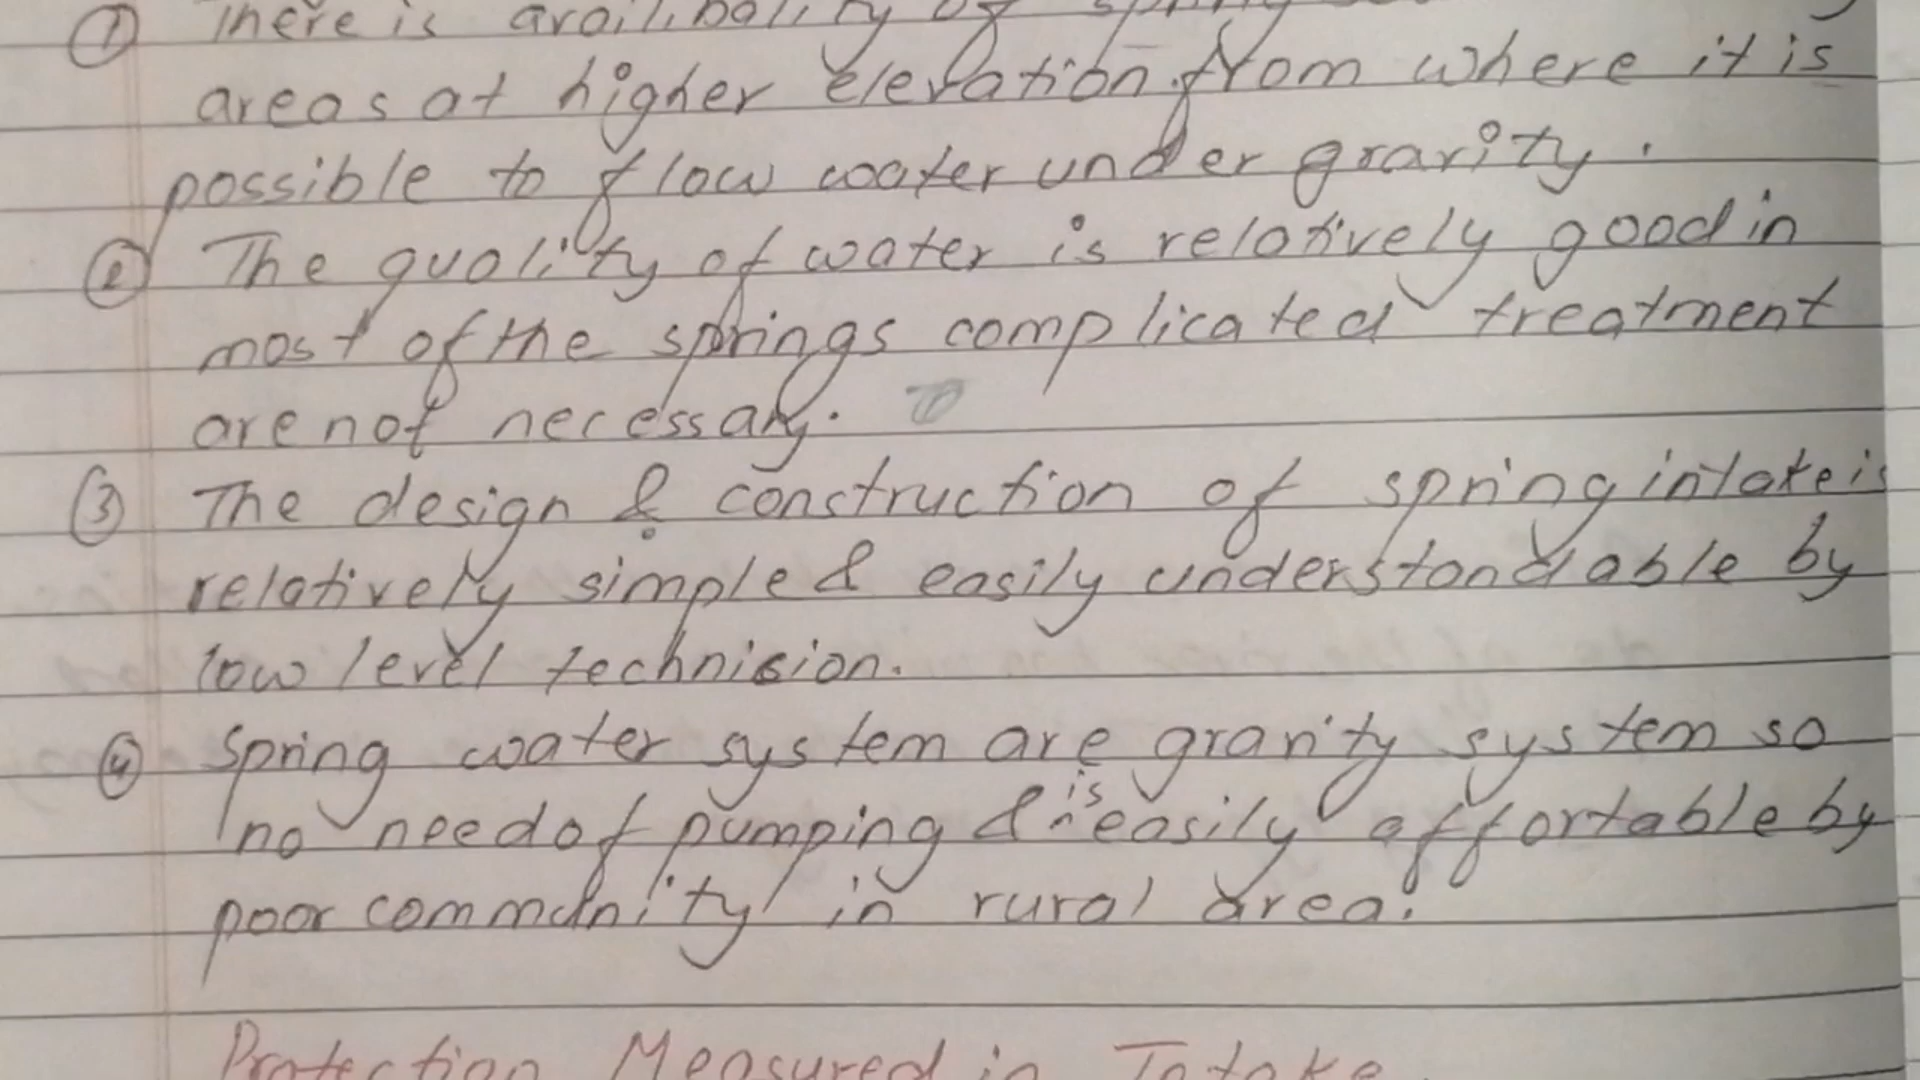 ① There is availibality of spring
areas at higher elevation from where it is
possible to flow water under gravity.
② The quality of water is relatively good in
most of the springs complicated treatment
are not necessary.
③ The design & construction of spring intake is
relatively simple & easily understandable by
low level technision.
④ Spring water system are gravity system so
no need of pumping & is easily affortable by
poor community in rural area.
Protection Measured in Intake